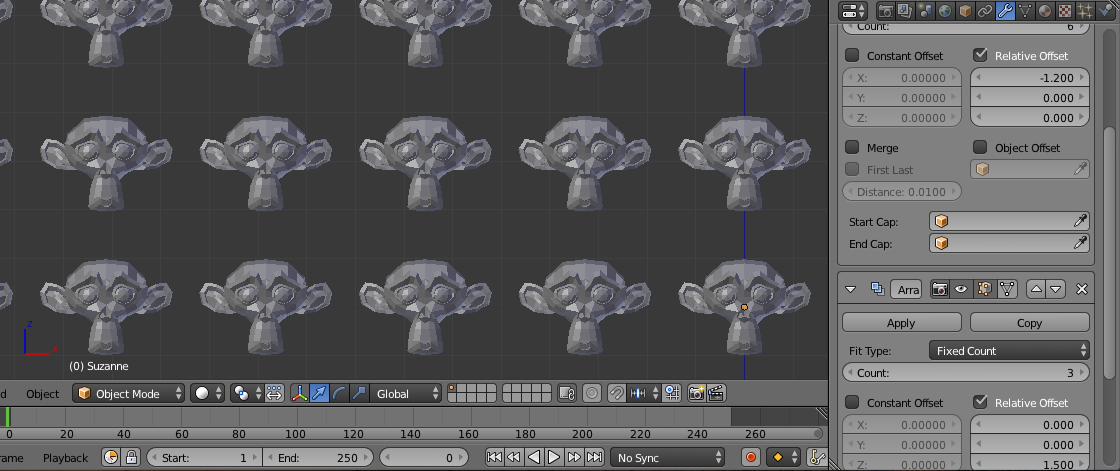 Count: 6
Constant Offset Relative Offset
X: 0.00000 -1.200
Y: 0.00000 0.000
Z: 0.00000 0.000
Merge Object Offset
First Last
Distance: 0.0100
Start Cap:
End Cap:
Arra
Apply Copy
Fit Type: Fixed Count
Count: 3
Constant Offset Relative Offset
X: 0.00000 0.000
Y: 0.00000 0.000
Z: 0.00000 1.500
z
x
(0) Suzanne
d Object Object Mode Global
0 20 40 60 80 100 120 140 160 180 200 220 240 260
rame Playback Start: 1 End: 250 0 No Sync